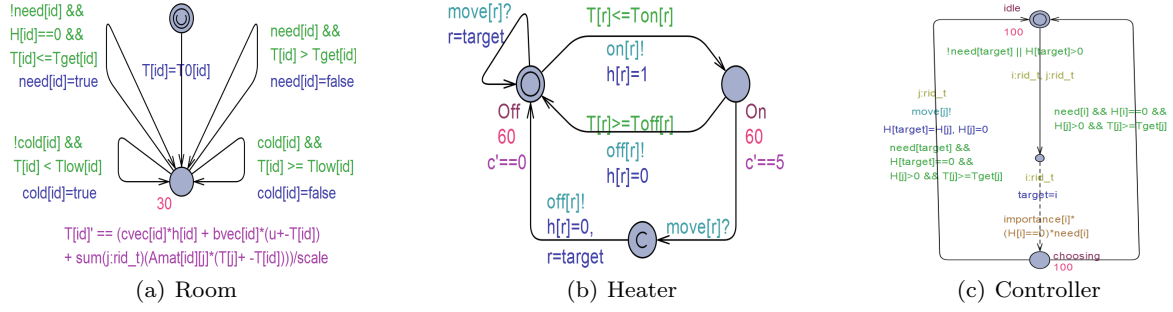 !need[id] &&
H[id]==0 &&
T[id]<=Tget[id]
need[id]=true
T[id]=T0[id]
need[id] &&
T[id] > Tget[id]
need[id]=false
!cold[id] &&
T[id] < Tlow[id]
cold[id]=true
cold[id] &&
T[id] >= Tlow[id]
cold[id]=false
30
T[id]' == (cvec[id]*h[id] + bvec[id]*(u+-T[id])
+ sum(j:rid_t)(Amat[id][j]*(T[j]+ -T[id])))/scale
(a) Room
move[r]?
r=target
T[r]<=Ton[r]
on[r]!
h[r]=1
Off
60
c'==0
T[r]>=Toff[r]
off[r]!
h[r]=0
On
60
c'==5
off[r]!
h[r]=0,
r=target
C
move[r]?
(b) Heater
idle
100
!need[target] || H[target]>0
i:rid_t, j:rid_t
j:rid_t
move[j]!
H[target]=H[j], H[j]=0
need[target] &&
H[target]==0 &&
H[j]>0 && T[j]>=Tget[j]
need[i] && H[i]==0 &&
H[j]>0 && T[j]>=Tget[j]
i:rid_t
target=i
importance[i]*
(H[i]==0)*need[i]
choosing
100
(c) Controller